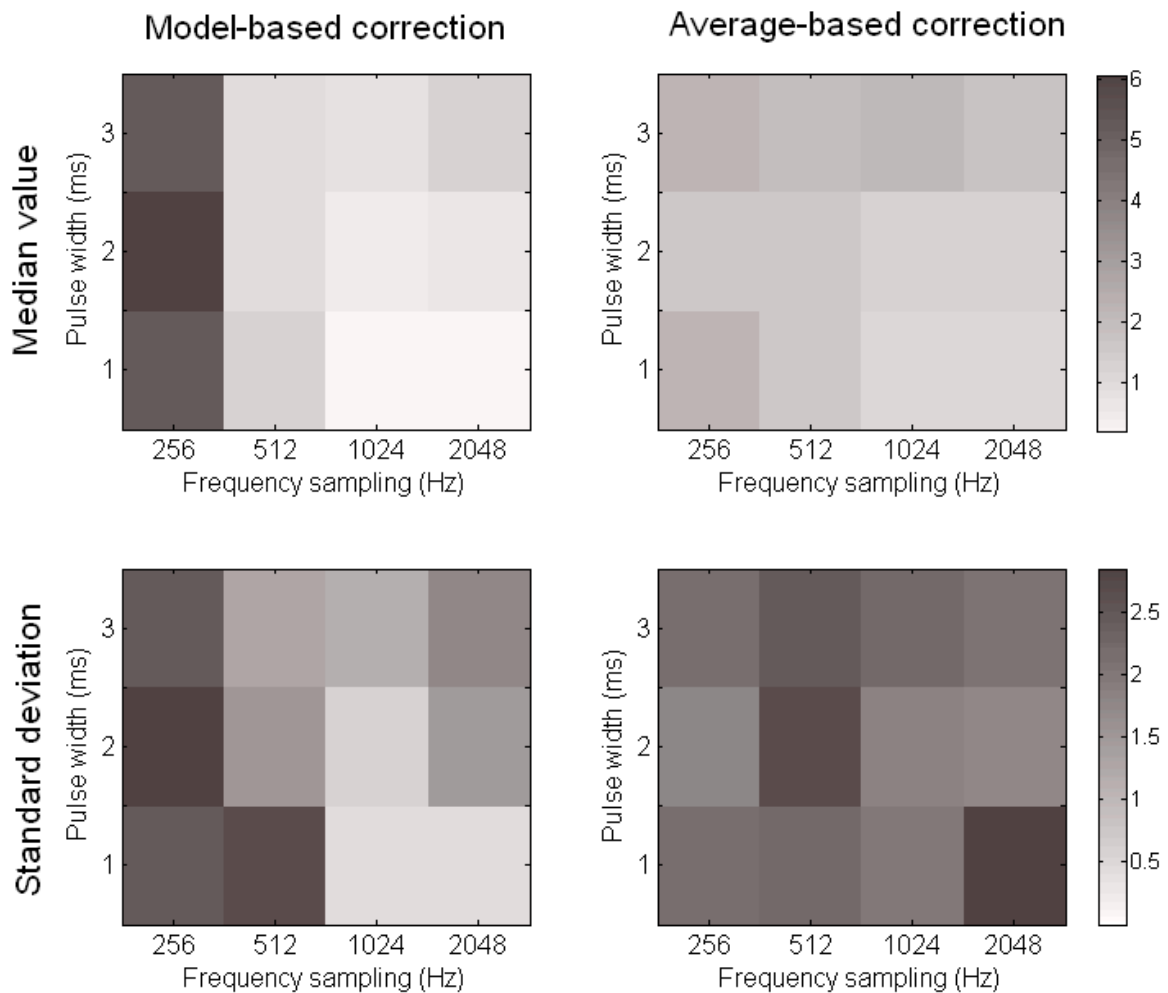 Model-based correction
Average-based correction
Median value
Pulse width (ms)
3
2
1
256 512 1024 2048
Frequency sampling (Hz)
Pulse width (ms)
3
2
1
256 512 1024 2048
Frequency sampling (Hz)
6
5
4
3
2
1
Standard deviation
Pulse width (ms)
3
2
1
256 512 1024 2048
Frequency sampling (Hz)
Pulse width (ms)
3
2
1
256 512 1024 2048
Frequency sampling (Hz)
2.5
2
1.5
1
0.5